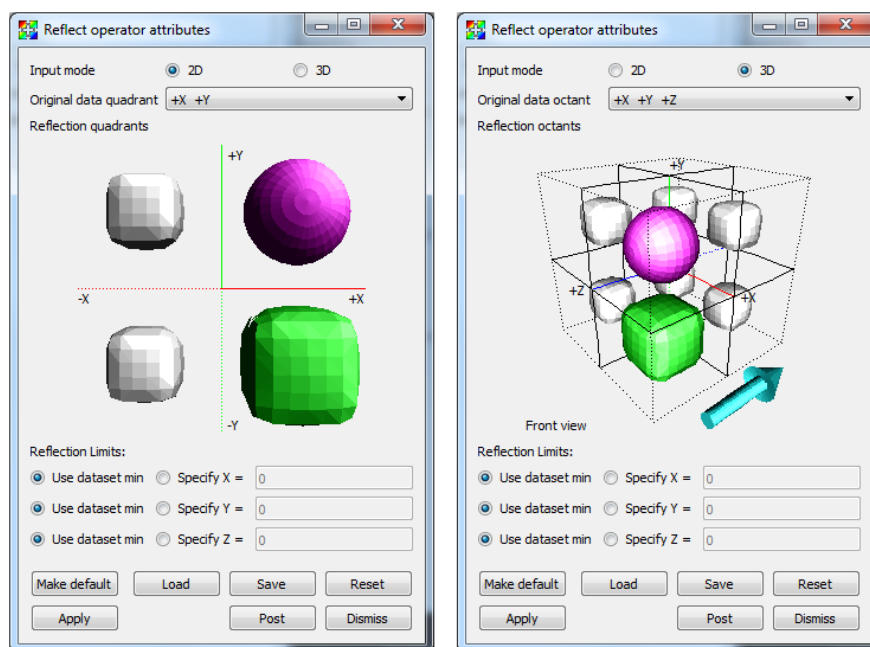 Reflect operator attributes
Input mode 2D 3D
Original data quadrant +X +Y
Reflection quadrants
+Y
-X +X
-Y
Reflection Limits:
Use dataset min Specify X = 0
Use dataset min Specify Y = 0
Use dataset min Specify Z = 0
Make default Load Save Reset
Apply Post Dismiss
Reflect operator attributes
Input mode 2D 3D
Original data octant +X +Y +Z
Reflection octants
+Y
+Z +X
Front view
Reflection Limits:
Use dataset min Specify X = 0
Use dataset min Specify Y = 0
Use dataset min Specify Z = 0
Make default Load Save Reset
Apply Post Dismiss